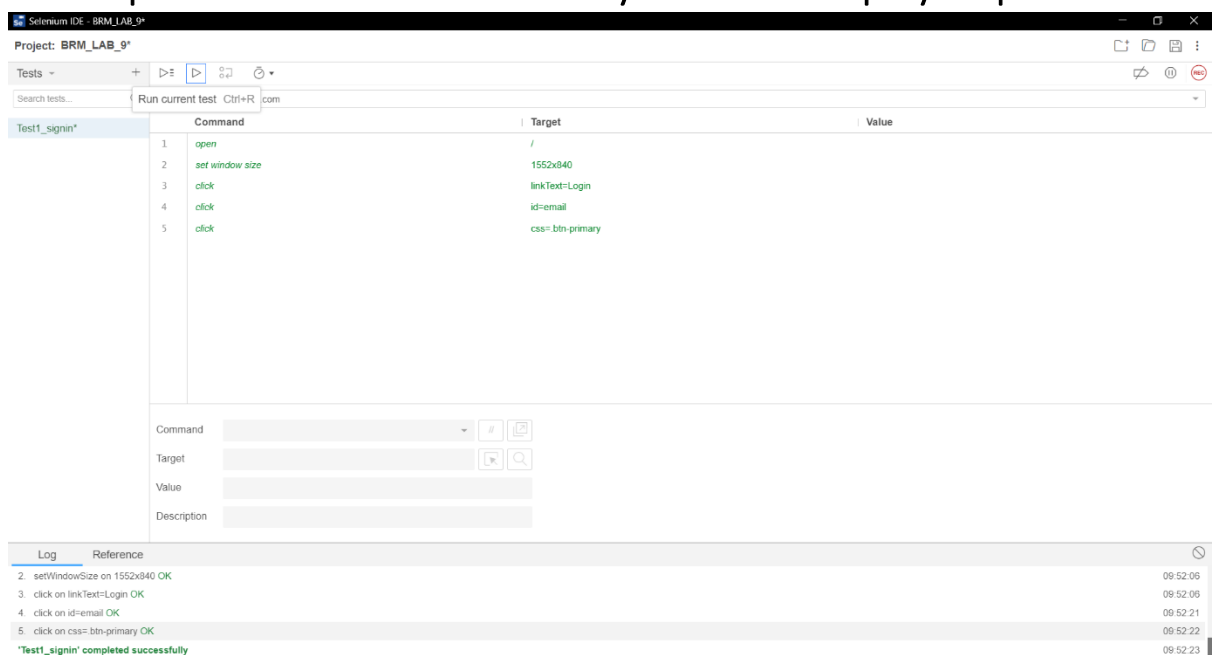 Selenium IDE - BRM_LAB_9*
Project: BRM_LAB_9*
Tests
Search tests...
Run current test Ctrl+R
.com
REC
Test1_signin*
Command Target Value
1 open /
2 set window size 1552x840
3 click linkText=Login
4 click id=email
5 click css=.btn-primary
Command //
Target
Value
Description
Log Reference
2. setWindowSize on 1552x840 OK 09:52:06
3. click on linkText=Login OK 09:52:06
4. click on id=email OK 09:52:21
5. click on css=.btn-primary OK 09:52:22
'Test1_signin' completed successfully 09:52:23